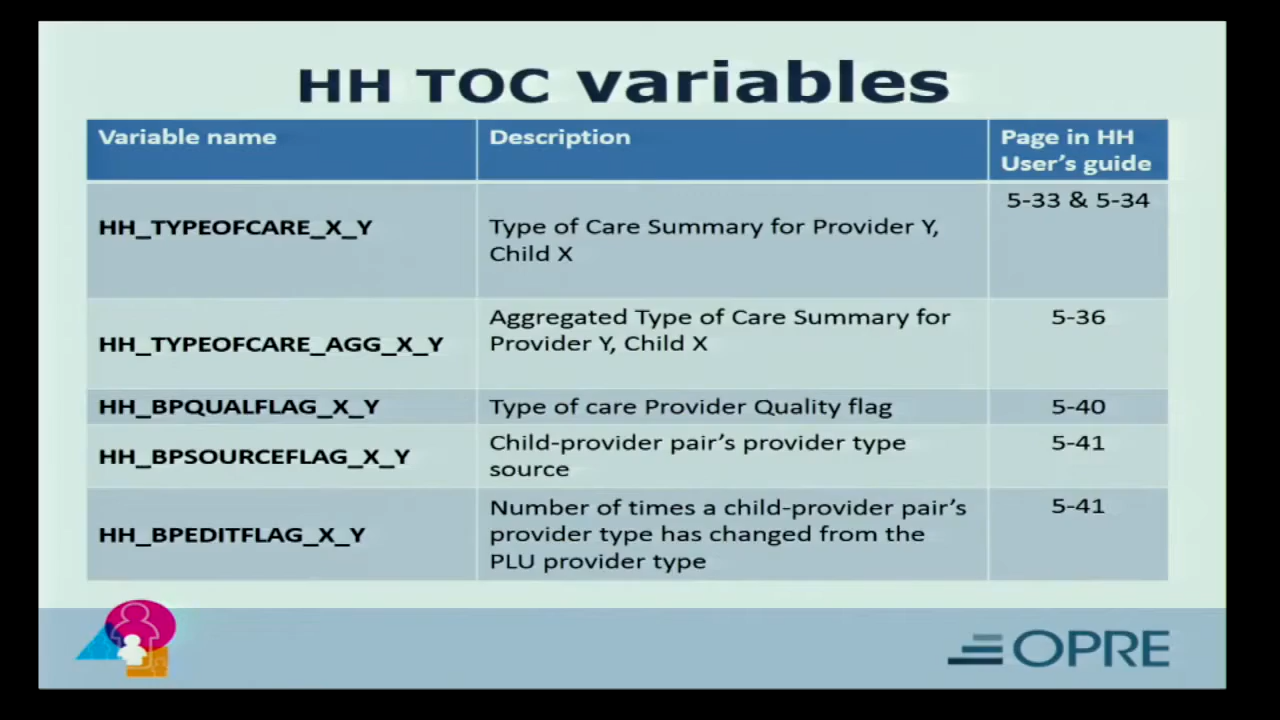 HH TOC variables
Variable name
Description
Page in HH
User's guide
HH_TYPEOFCARE_X_Y
Type of Care Summary for Provider Y,
Child X
5-33 & 5-34
HH_TYPEOFCARE_AGG_X_Y
Aggregated Type of Care Summary for
Provider Y, Child X
5-36
HH_BPQUALFLAG_X_Y
Type of care Provider Quality flag
5-40
HH_BPSOURCEFLAG_X_Y
Child-provider pair's provider type
source
5-41
HH_BPEDITFLAG_X_Y
Number of times a child-provider pair's
provider type has changed from the
PLU provider type
5-41
OPRE